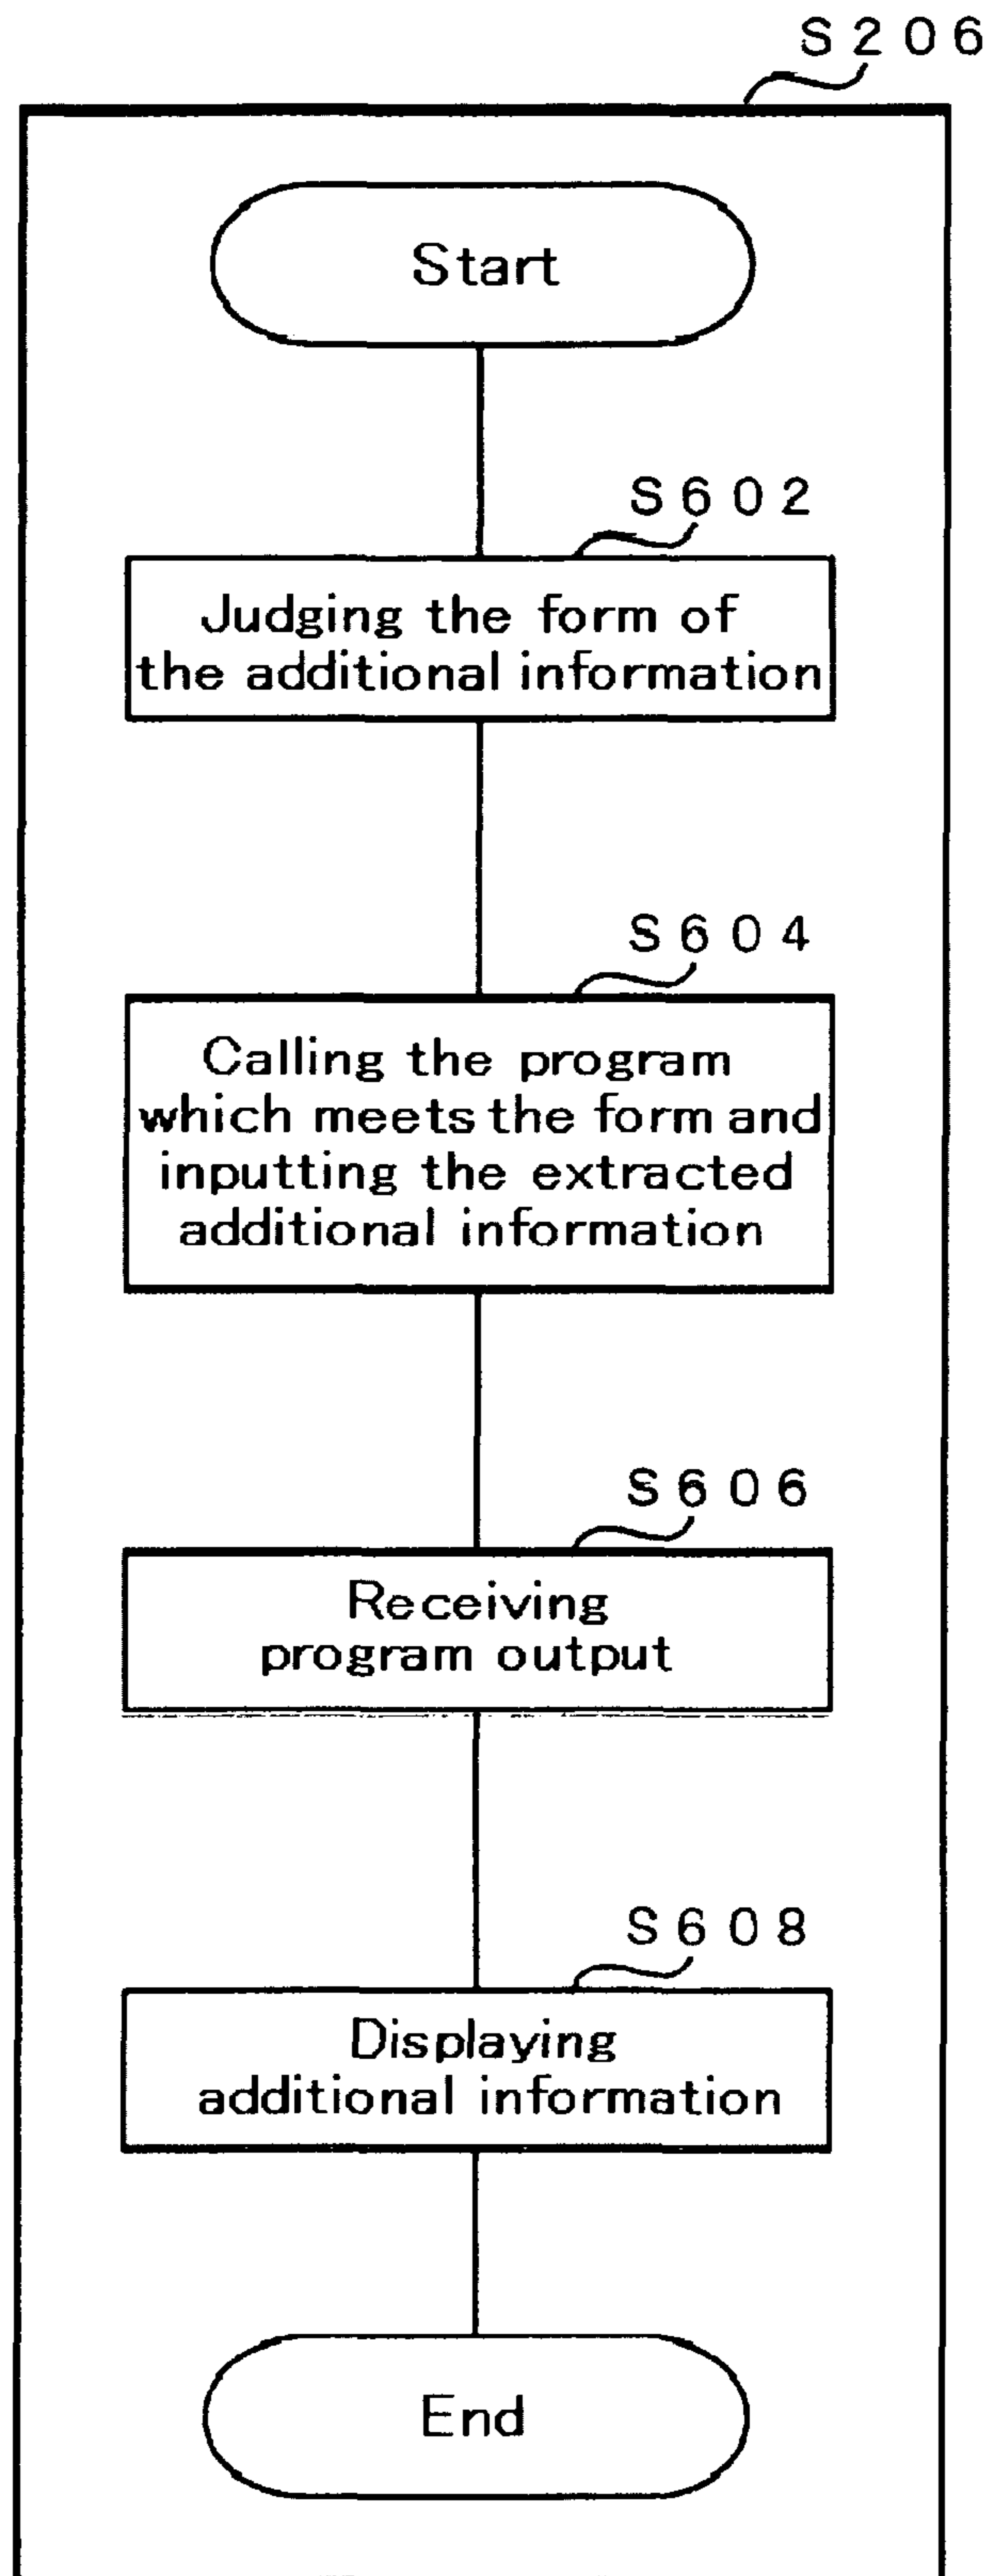 S206
Start
S602
Judging the form of
the additional information
S604
Calling the program
which meets the form and
inputting the extracted
additional information
S606
Receiving
program output
S608
Displaying
additional information
End